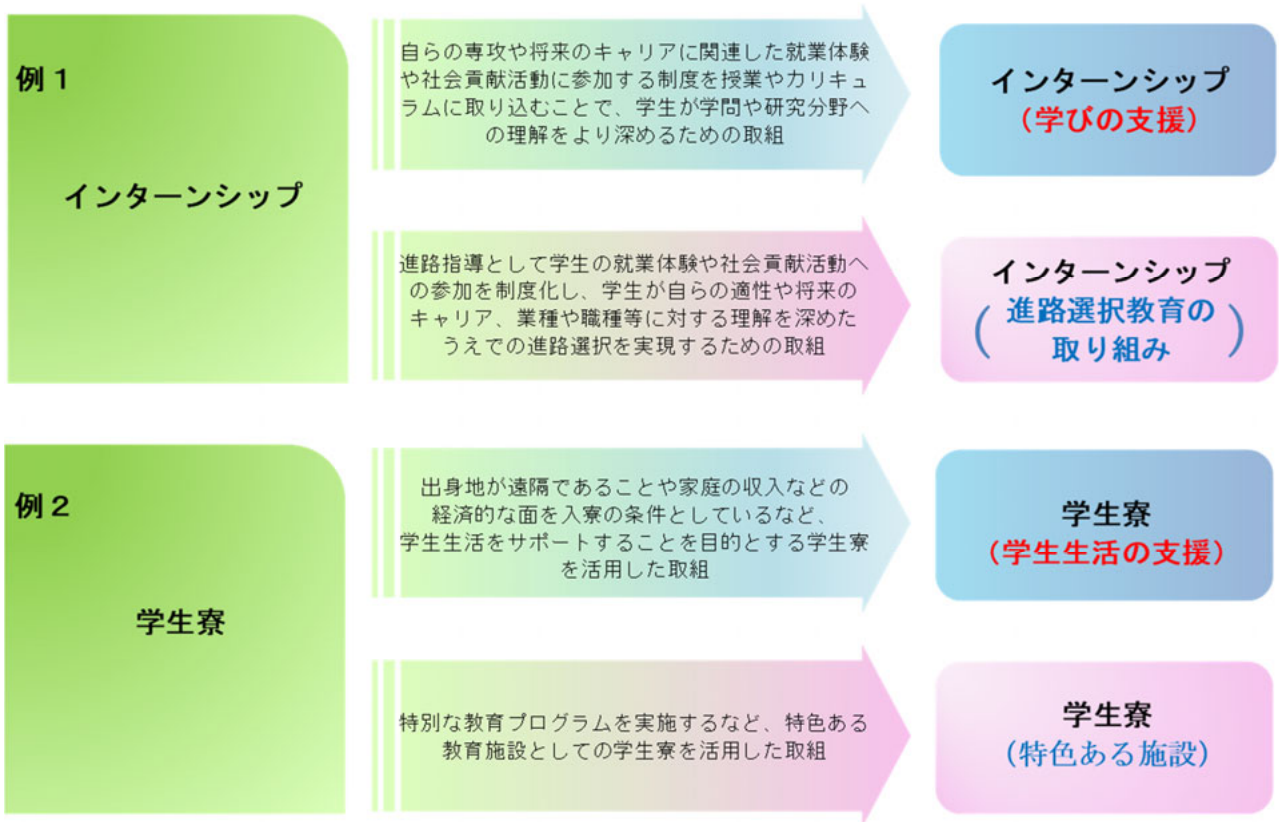 例1
インターンシップ
自らの専攻や将来のキャリアに関連した就業体験
や社会貢献活動に参加する制度を授業やカリキュ
ラムに取り込むことで、学生が学問や研究分野へ
の理解をより深めるための取組
インターンシップ
(学びの支援)
進路指導として学生の就業体験や社会貢献活動へ
の参加を制度化し、学生が自らの適性や将来の
キャリア、業種や職種等に対する理解を深めた
うえでの進路選択を実現するための取組
インターンシップ
(進路選択教育の
取り組み)
例2
学生寮
出身地が遠隔であることや家庭の収入などの
経済的な面を入寮の条件としているなど、
学生生活をサポートすることを目的とする学生寮
を活用した取組
学生寮
(学生生活の支援)
特別な教育プログラムを実施するなど、特色ある
教育施設としての学生寮を活用した取組
学生寮
(特色ある施設)